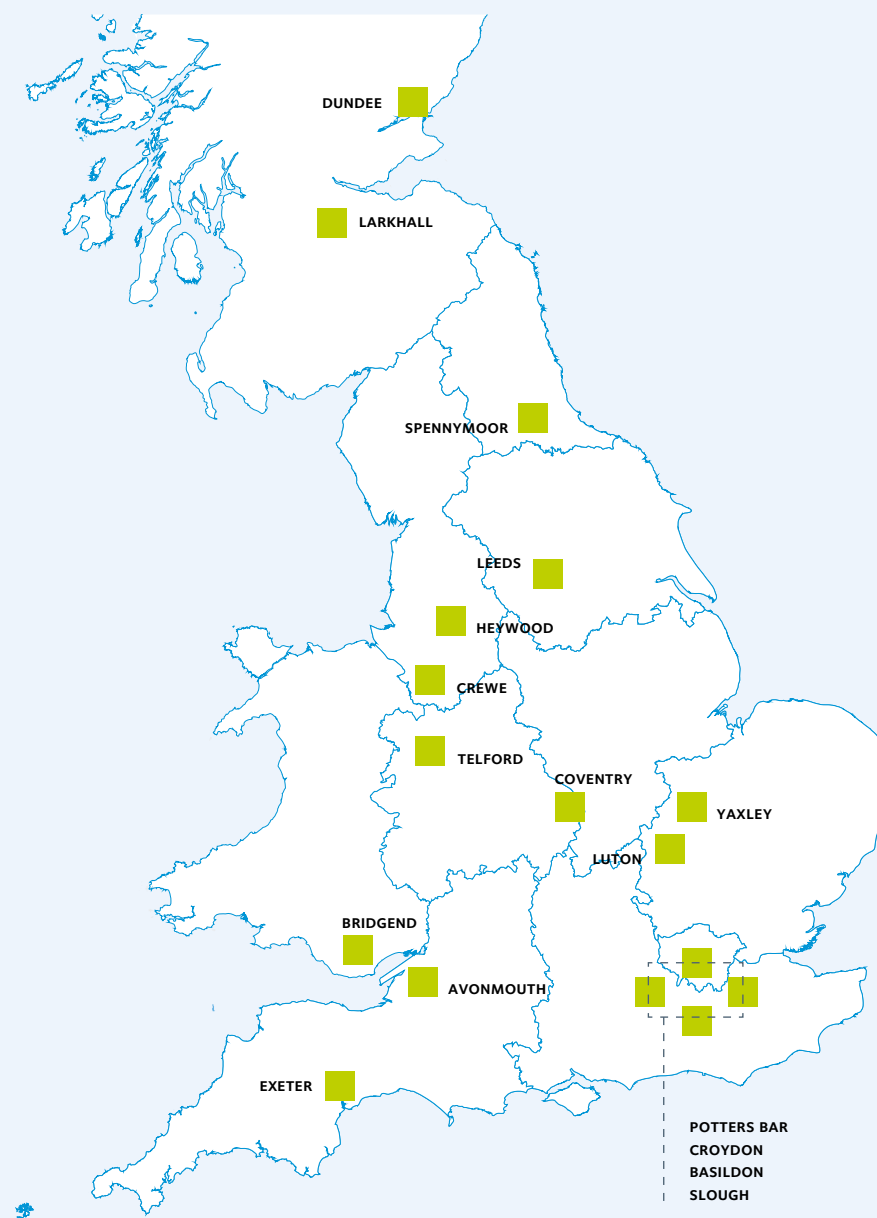 DUNDEE
LARKHALL
SPENNYMOOR
LEEDS
HEYWOOD
CREWE
TELFORD
COVENTRY
YAXLEY
LUTON
BRIDGEND
AVONMOUTH
EXETER
POTTERS BAR
CROYDON
BASILDON
SLOUGH